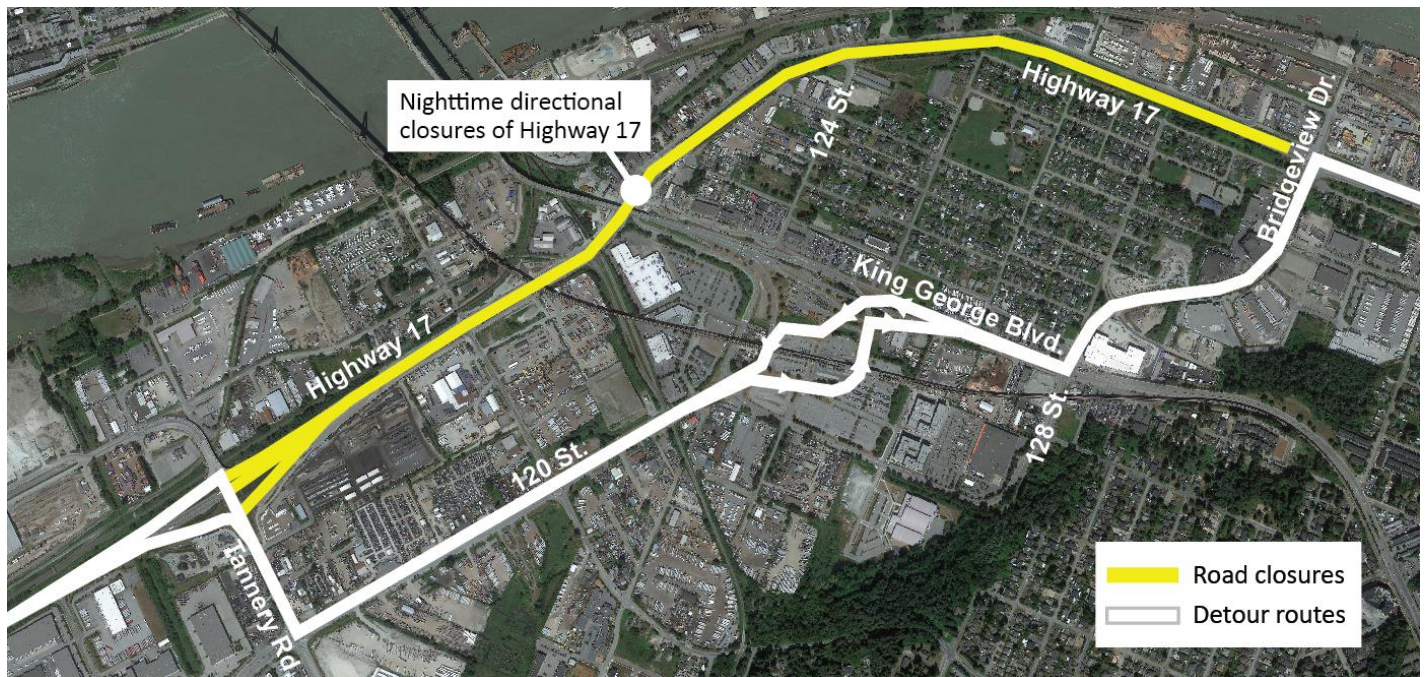 Nighttime directional
closures of Highway 17
124 St.
Highway 17
Bridgeview Dr.
King George Blvd.
Highway 17
128 St.
120 St.
Tannery Rd.
Road closures
Detour routes